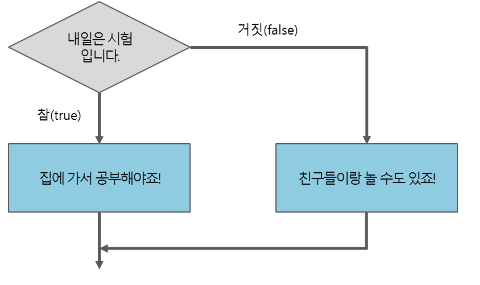 내일은 시험
입니다.
거짓(false)
참(true)
집에 가서 공부해야죠!
친구들이랑 놀 수도 있죠!